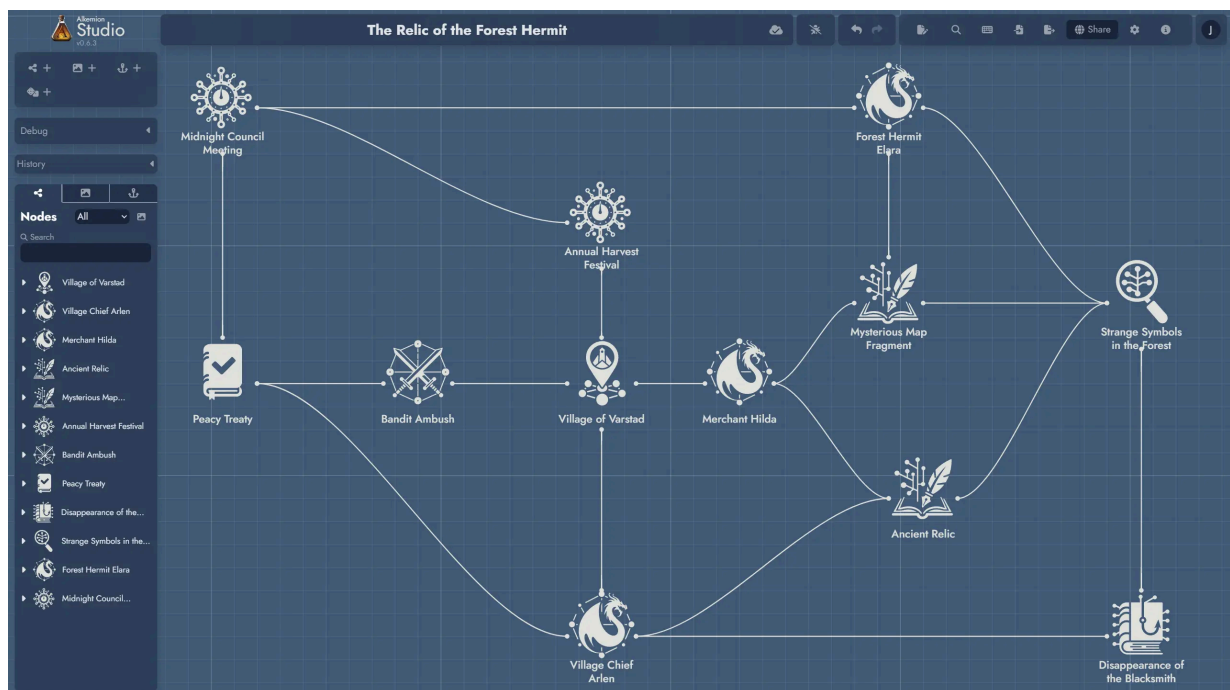 Alkemion
Studio
v0.6.3
The Relic of the Forest Hermit
Share
J
Debug
History
Nodes
All
Search
Village of Varstad
Village Chief Arlen
Merchant Hilda
Ancient Relic
Mysterious Map...
Annual Harvest Festival
Bandit Ambush
Peacy Treaty
Disappearance of the...
Strange Symbols in the...
Forest Hermit Elara
Midnight Council...
Midnight Council
Meeting
Forest Hermit
Elara
Annual Harvest
Festival
Mysterious Map
Fragment
Strange Symbols
in the Forest
Peacy Treaty
Bandit Ambush
Village of Varstad
Merchant Hilda
Ancient Relic
Village Chief
Arlen
Disappearance of
the Blacksmith